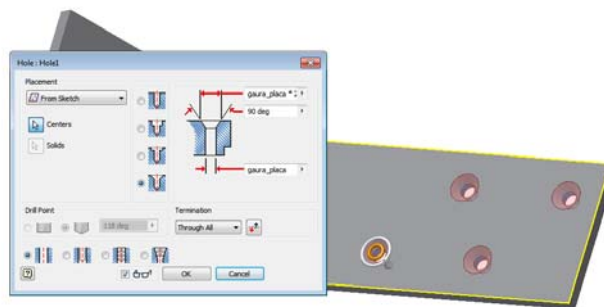 Hole : Hole1
Placement
From Sketch
Centers
Solids
gaura_placa *
90 deg
gaura_placa
Drill Point
118 deg
Termination
Through All
OK
Cancel